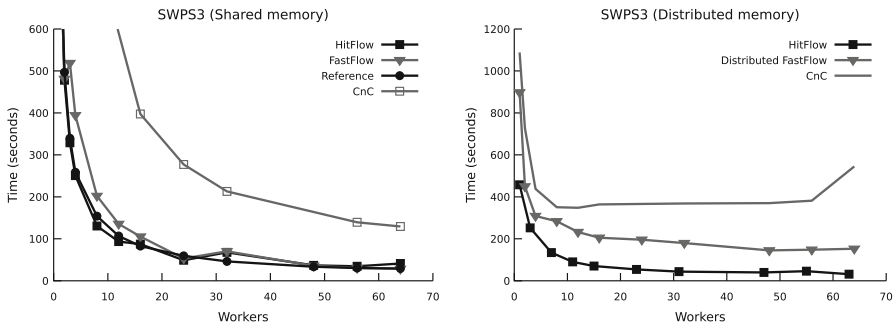 SWPS3 (Shared memory)
600
500
400
300
200
100
0
Time (seconds)
HitFlow
FastFlow
Reference
CnC
0 10 20 30 40 50 60 70
Workers
SWPS3 (Distributed memory)
1200
1000
800
600
400
200
0
Time (seconds)
HitFlow
Distributed FastFlow
CnC
0 10 20 30 40 50 60 70
Workers